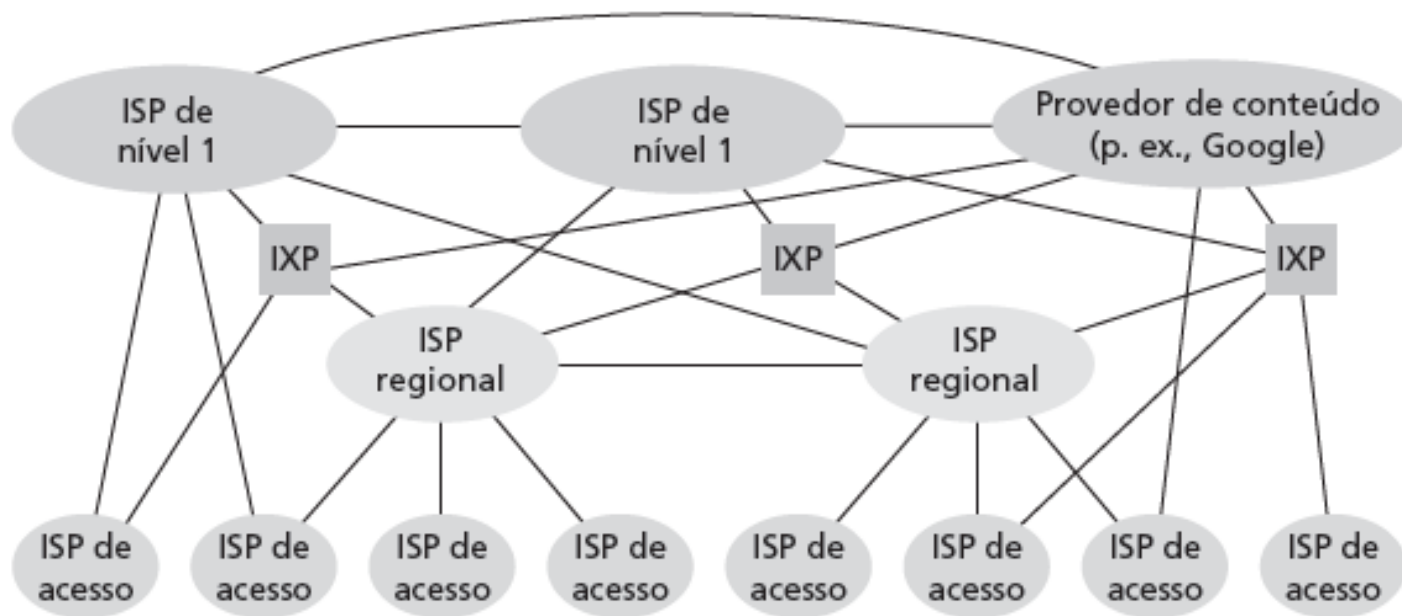 ISP de
nível 1
ISP de
nível 1
Provedor de conteúdo
(p. ex., Google)
IXP
IXP
IXP
ISP
regional
ISP
regional
ISP de
acesso
ISP de
acesso
ISP de
acesso
ISP de
acesso
ISP de
acesso
ISP de
acesso
ISP de
acesso
ISP de
acesso